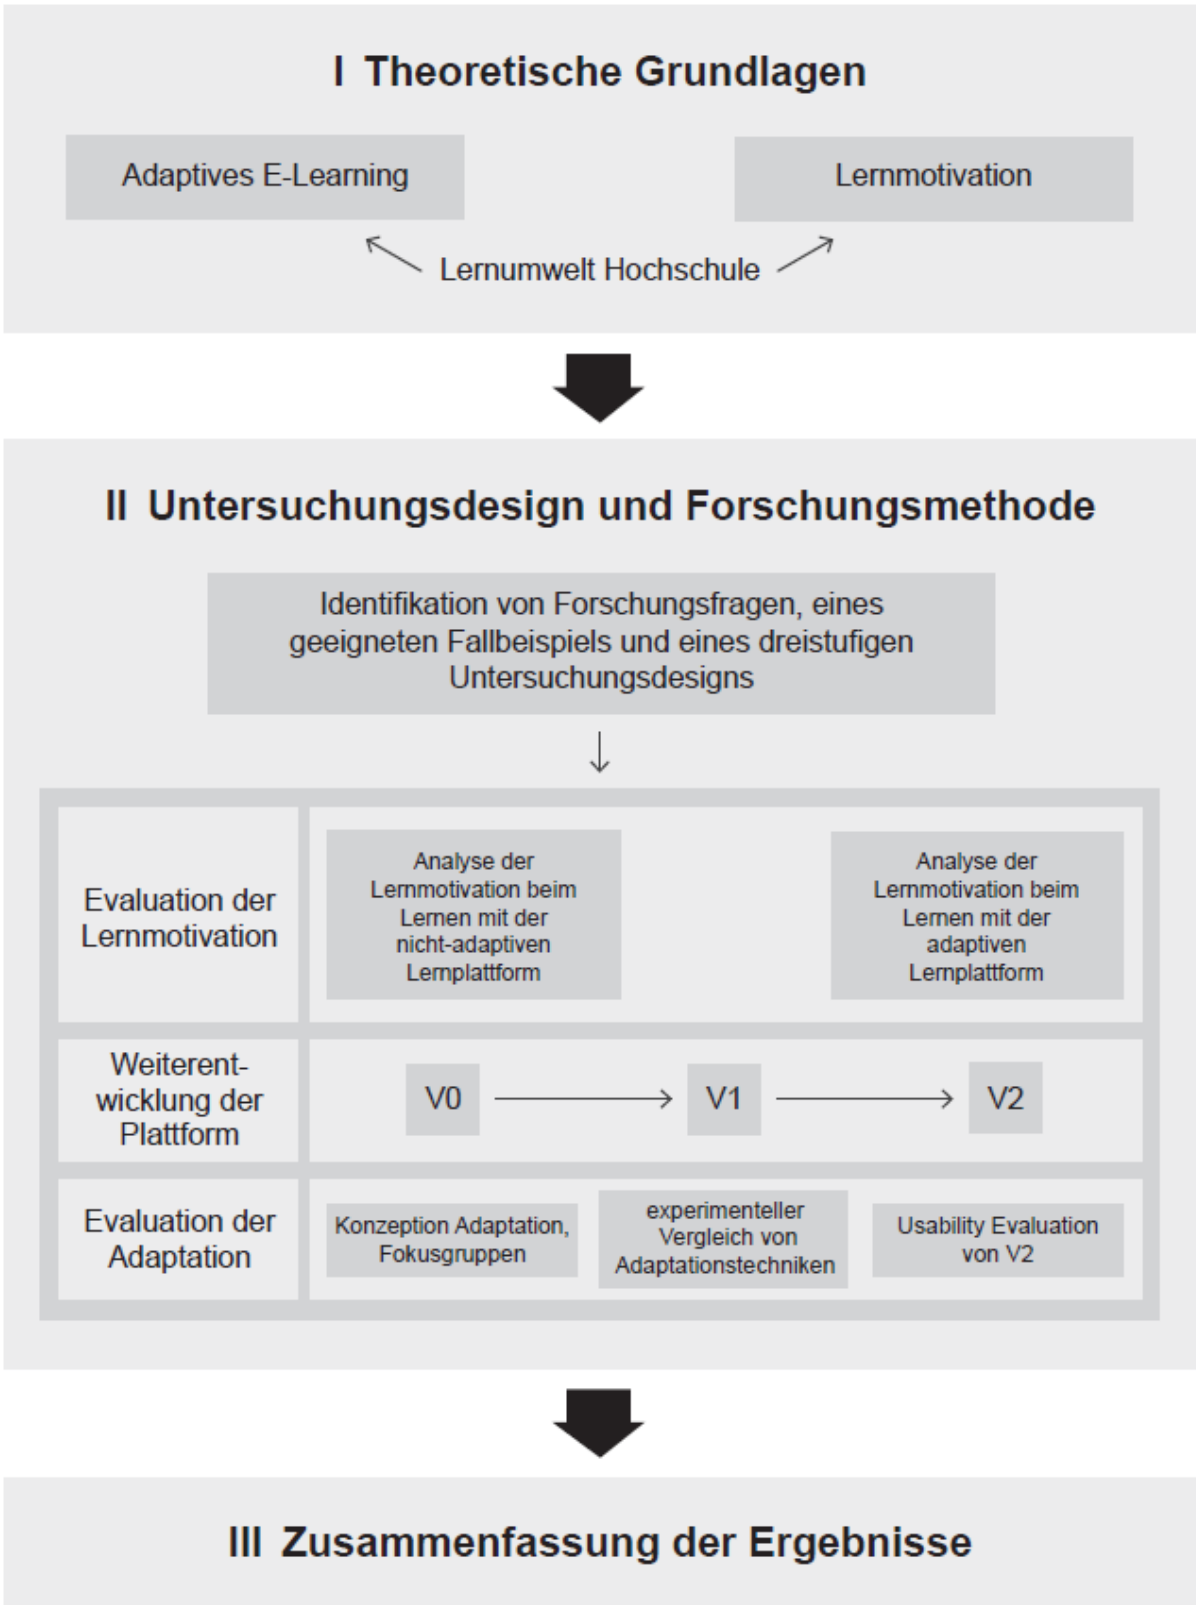 I Theoretische Grundlagen
Adaptives E-Learning
Lernmotivation
Lernumwelt Hochschule
II Untersuchungsdesign und Forschungsmethode
Identifikation von Forschungsfragen, eines
geeigneten Fallbeispiels und eines dreistufigen
Untersuchungsdesigns
Evaluation der
Lernmotivation
Analyse der
Lernmotivation beim
Lernen mit der
nicht-adaptiven
Lernplattform
Analyse der
Lernmotivation beim
Lernen mit der
adaptiven
Lernplattform
Weiterent-
wicklung der
Plattform
V0
V1
V2
Evaluation der
Adaptation
Konzeption Adaptation,
Fokusgruppen
experimenteller
Vergleich von
Adaptationstechniken
Usability Evaluation
von V2
III Zusammenfassung der Ergebnisse